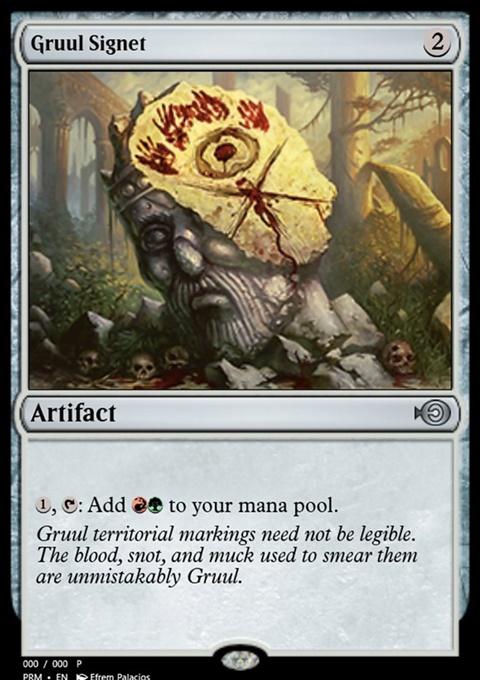 Gruul Signet 2
Artifact
1, : Add to your mana pool.
Gruul territorial markings need not be legible.
The blood, snot, and muck used to smear them
are unmistakably Gruul.
000 / 000 P
PRM • EN Efrem Palacios